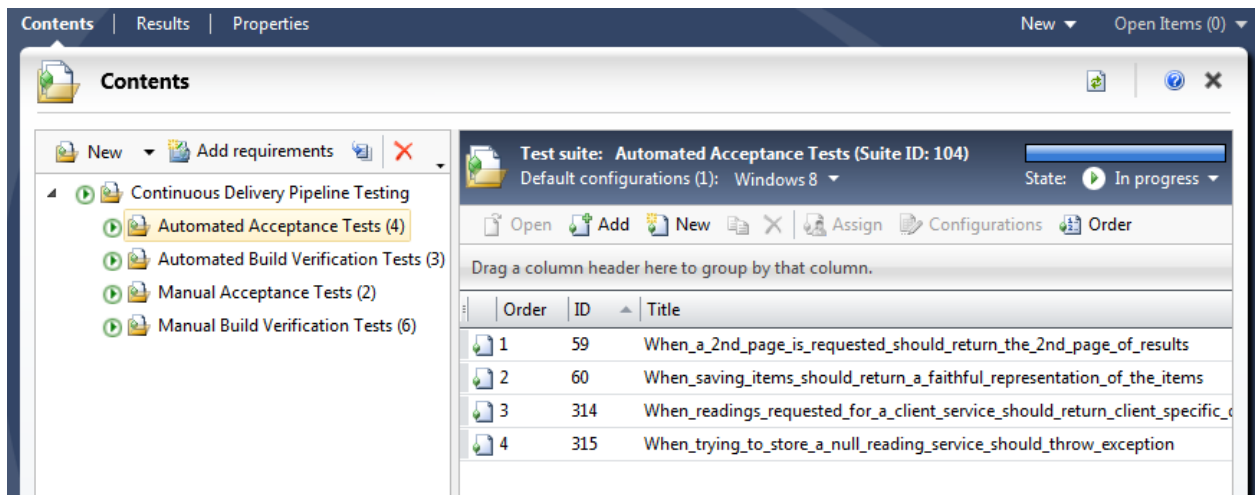 Contents | Results | Properties New Open Items (0)
Contents
New Add requirements
Continuous Delivery Pipeline Testing
Automated Acceptance Tests (4)
Automated Build Verification Tests (3)
Manual Acceptance Tests (2)
Manual Build Verification Tests (6)
Test suite: Automated Acceptance Tests (Suite ID: 104)
Default configurations (1): Windows 8 State: In progress
Open Add New Assign Configurations Order
Drag a column header here to group by that column.
Order ID Title
1 59 When_a_2nd_page_is_requested_should_return_the_2nd_page_of_results
2 60 When_saving_items_should_return_a_faithful_representation_of_the_items
3 314 When_readings_requested_for_a_client_service_should_return_client_specific_
4 315 When_trying_to_store_a_null_reading_service_should_throw_exception